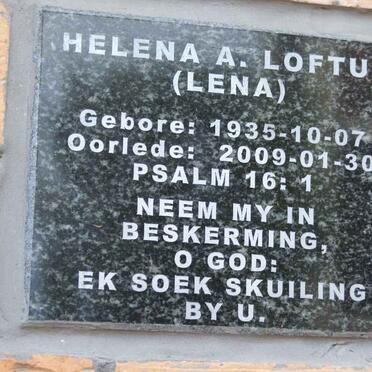 HELENA A. LOFTU
(LENA)
Gebore: 1935-10-07
Oorlede: 2009-01-30
PSALM 16: 1
NEEM MY IN
BESKERMING,
O GOD:
EK SOEK SKUILING
BY U.